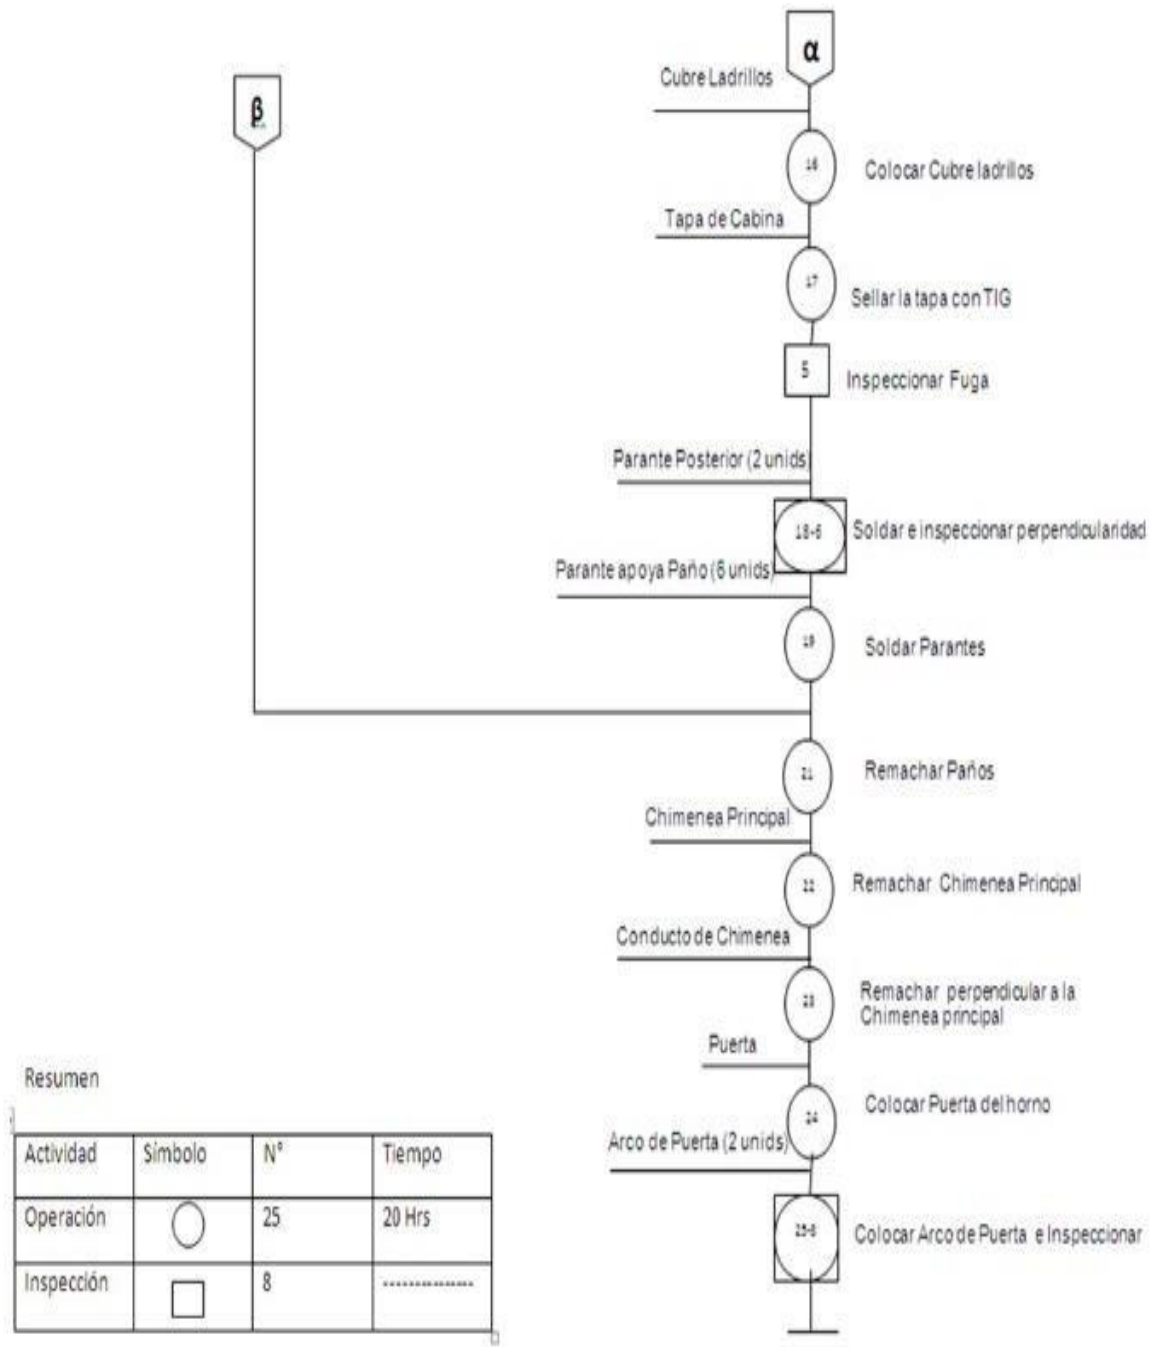 α
β
Cubre Ladrillos
16
Colocar Cubre ladrillos
Tapa de Cabina
17
Sellar la tapa con TIG
5
Inspeccionar Fuga
Parante Posterior (2 unids)
18-6
Soldar e inspeccionar perpendicularidad
Parante apoya Paño (6 unids)
19
Soldar Parantes
21
Remachar Paños
Chimenea Principal
22
Remachar Chimenea Principal
Conducto de Chimenea
23
Remachar perpendicular a la
Chimenea principal
Puerta
24
Colocar Puerta del horno
Arco de Puerta (2 unids)
25-8
Colocar Arco de Puerta e Inspeccionar
Resumen
Actividad Símbolo N° Tiempo
Operación 25 20 Hrs
Inspección 8 ---------------